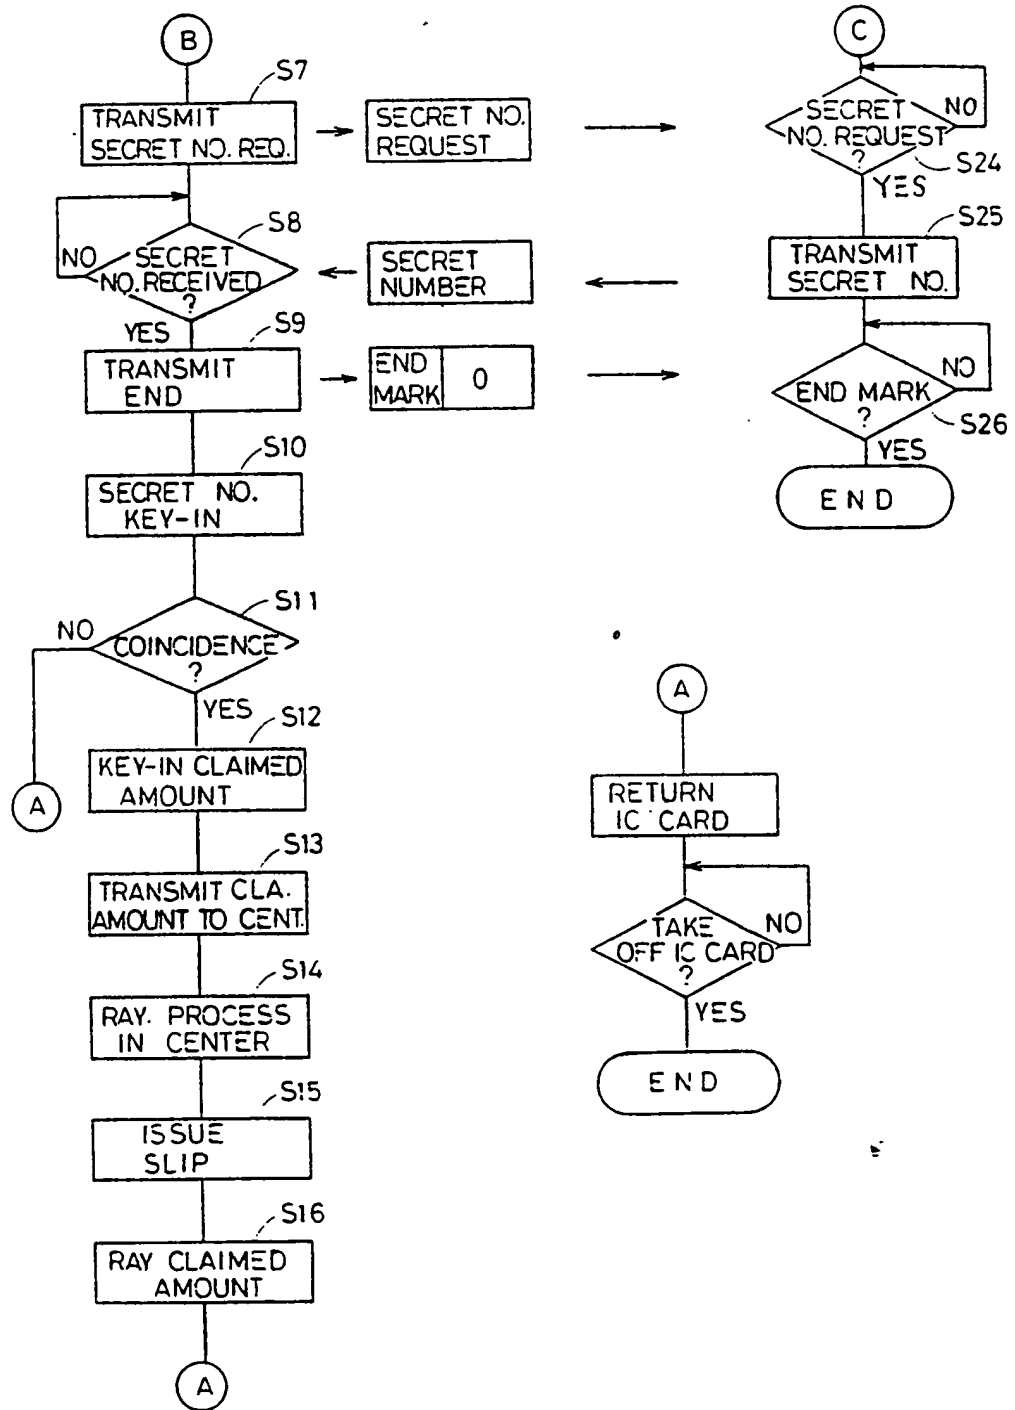 B
S7
TRANSMIT
SECRET NO. REQ.
SECRET NO.
REQUEST
S8
NO
SECRET
NO. RECEIVED
?
YES
SECRET
NUMBER
S9
TRANSMIT
END
END
MARK
0
S10
SECRET NO.
KEY-IN
S11
NO
COINCIDENCE
?
YES
A
S12
KEY-IN CLAIMED
AMOUNT
S13
TRANSMIT CLA.
AMOUNT TO CENT.
S14
RAY. PROCESS
IN CENTER
S15
ISSUE
SLIP
S16
RAY CLAIMED
AMOUNT
A
C
SECRET
NO. REQUEST
?
NO
S24
YES
S25
TRANSMIT
SECRET NO.
END MARK
?
NO
S26
YES
END
A
RETURN
IC CARD
TAKE
OFF IC CARD
?
NO
YES
END